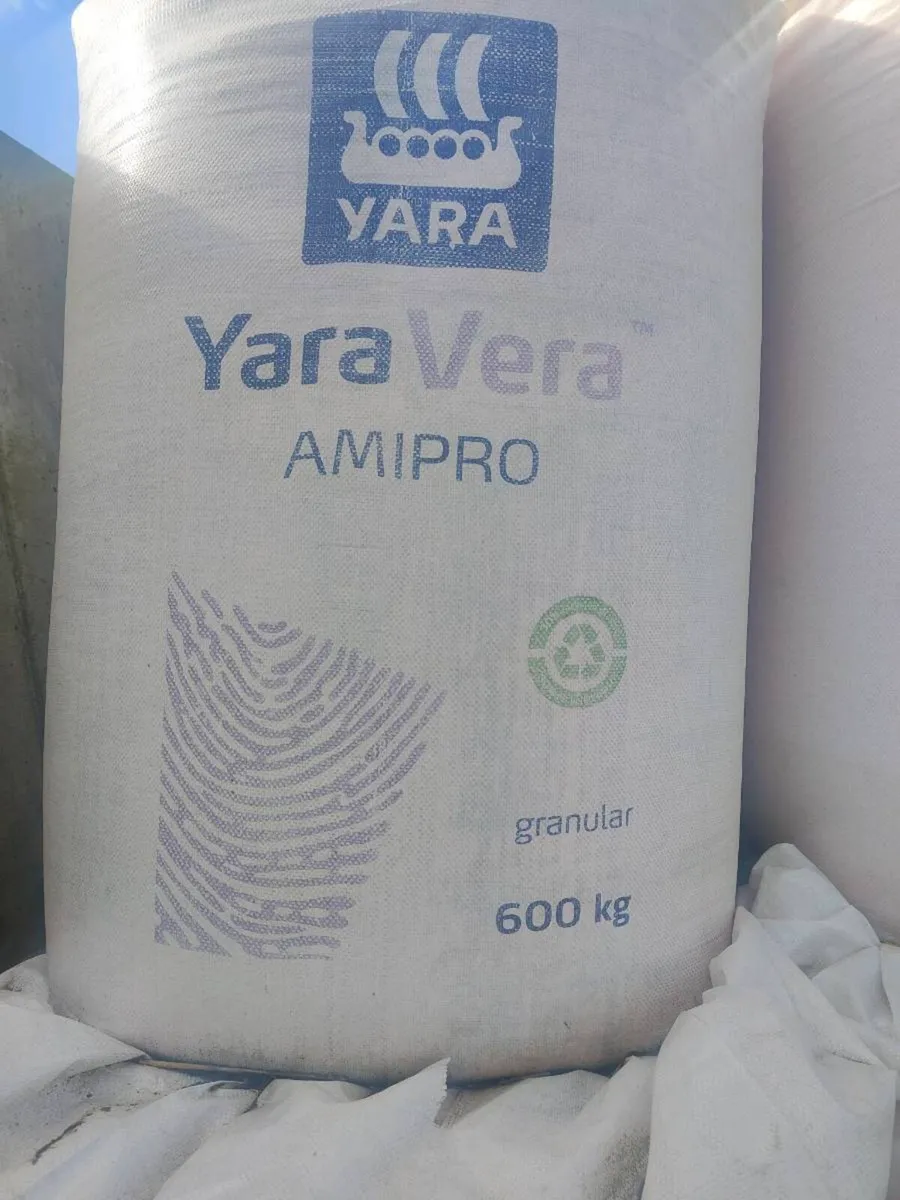 YARA
YaraVera™
AMIPRO
granular
600 kg